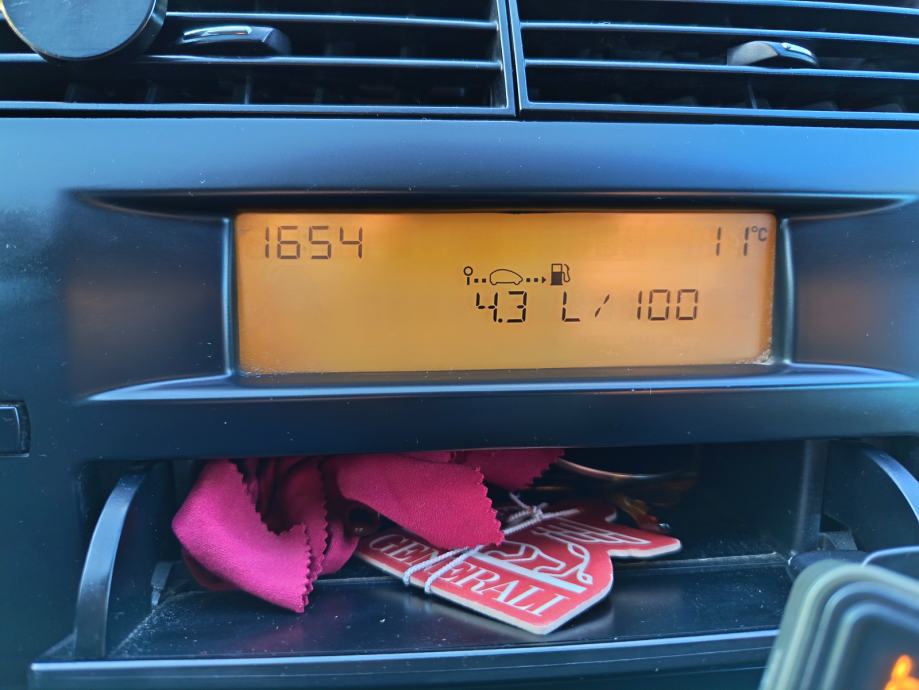 1654
11°C
4.3 L/100
GENERALI